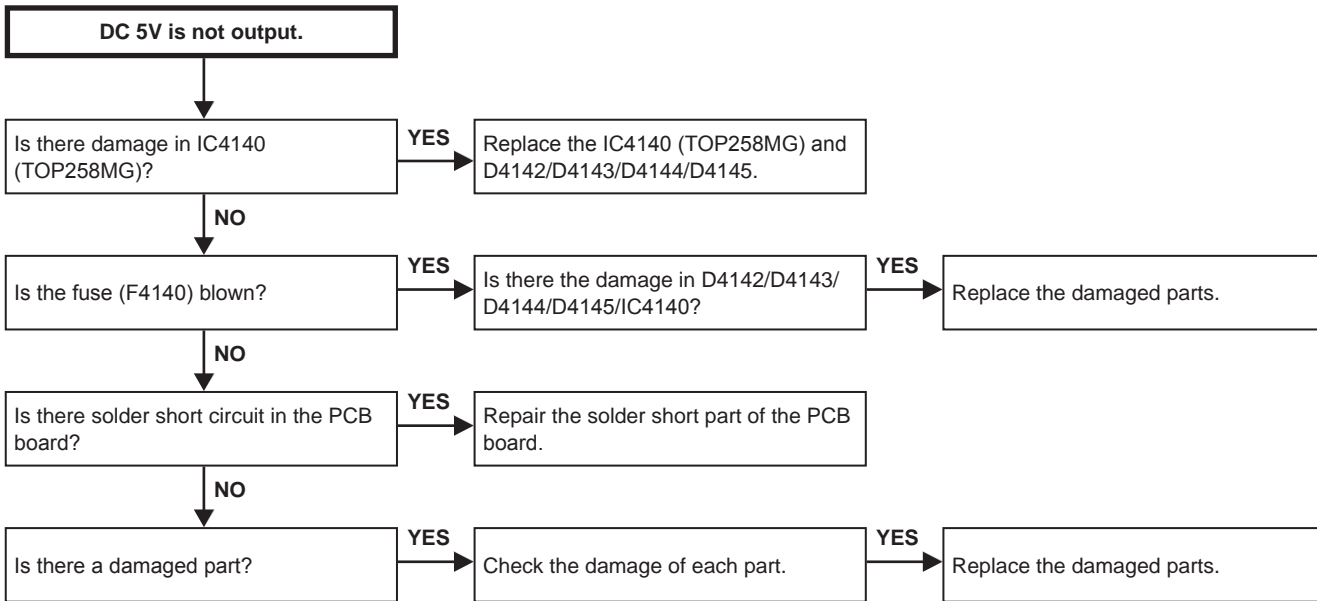 DC 5V is not output.
Is there damage in IC4140
(TOP258MG)?
YES
Replace the IC4140 (TOP258MG) and
D4142/D4143/D4144/D4145.
NO
Is the fuse (F4140) blown?
YES
Is there the damage in D4142/D4143/
D4144/D4145/IC4140?
YES
Replace the damaged parts.
NO
Is there solder short circuit in the PCB
board?
YES
Repair the solder short part of the PCB
board.
NO
Is there a damaged part?
YES
Check the damage of each part.
YES
Replace the damaged parts.